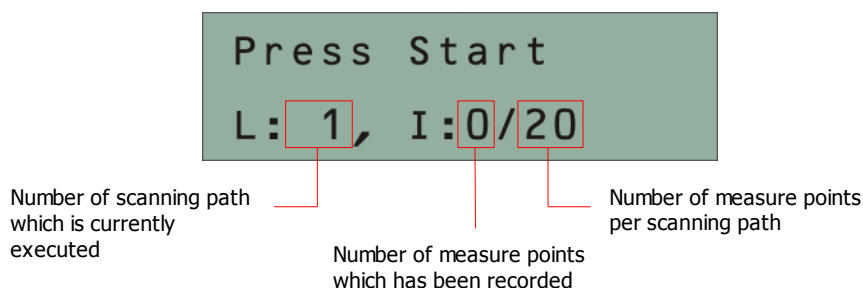 Press Start
L: 1, I:0/20
Number of scanning path
which is currently
executed
Number of measure points
which has been recorded
Number of measure points
per scanning path